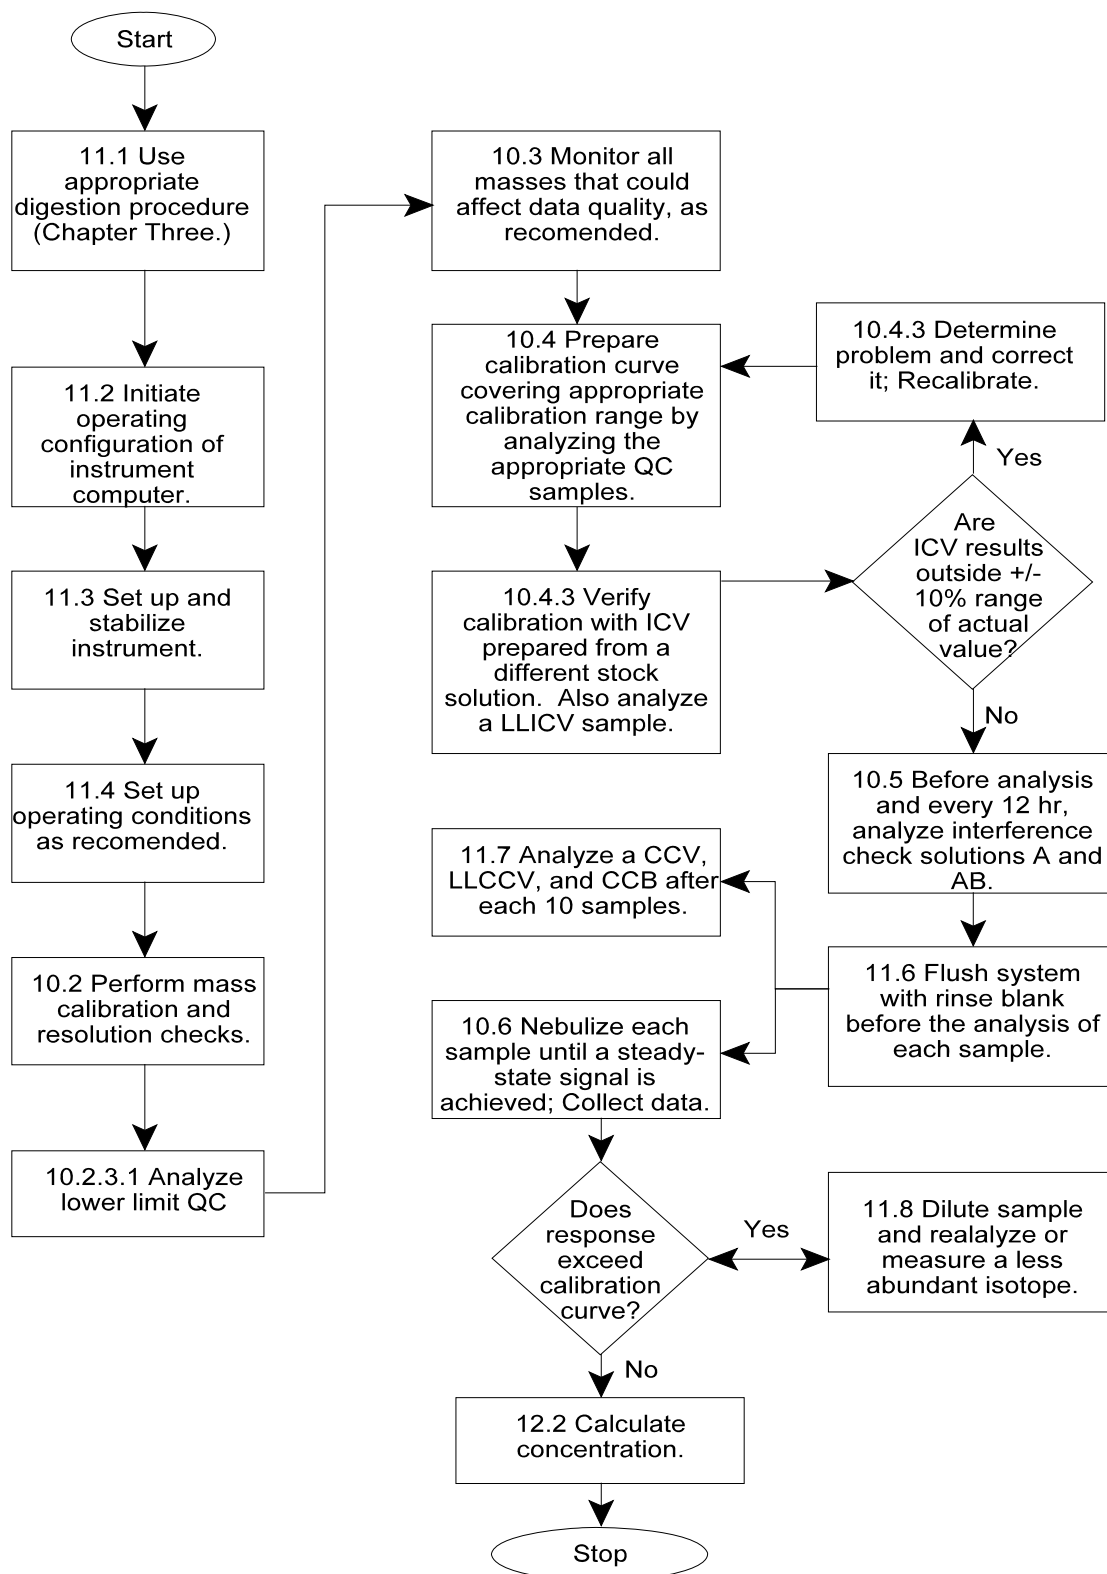 Start
11.1 Use
appropriate
digestion procedure
(Chapter Three.)
11.2 Initiate
operating
configuration of
instrument
computer.
11.3 Set up and
stabilize
instrument.
11.4 Set up
operating conditions
as recomended.
10.2 Perform mass
calibration and
resolution checks.
10.2.3.1 Analyze
lower limit QC
10.3 Monitor all
masses that could
affect data quality, as
recomended.
10.4 Prepare
calibration curve
covering appropriate
calibration range by
analyzing the
appropriate QC
samples.
10.4.3 Verify
calibration with ICV
prepared from a
different stock
solution.  Also analyze
a LLICV sample.
Are
ICV results
outside +/-
10% range
of actual
value?
Yes
10.4.3 Determine
problem and correct
it; Recalibrate.
No
10.5 Before analysis
and every 12 hr,
analyze interference
check solutions A and
AB.
11.6 Flush system
with rinse blank
before the analysis of
each sample.
11.7 Analyze a CCV,
LLCCV, and CCB after
each 10 samples.
10.6 Nebulize each
sample until a steady-
state signal is
achieved; Collect data.
Does
response
exceed
calibration
curve?
Yes
11.8 Dilute sample
and realalyze or
measure a less
abundant isotope.
No
12.2 Calculate
concentration.
Stop